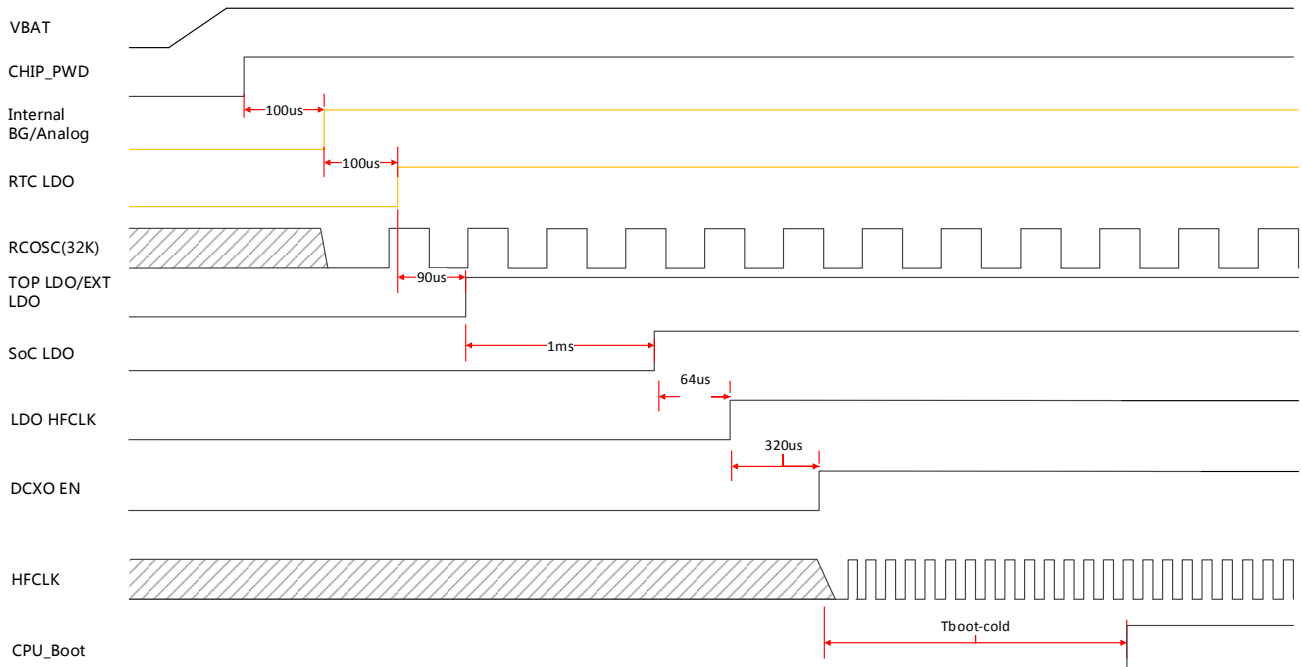 VBAT
CHIP_PWD
100us
Internal
BG/Analog
100us
RTC LDO
RCOSC(32K)
TOP LDO/EXT
LDO
90us
1ms
SoC LDO
64us
LDO HFCLK
320us
DCXO EN
HFCLK
Tboot-cold
CPU_Boot